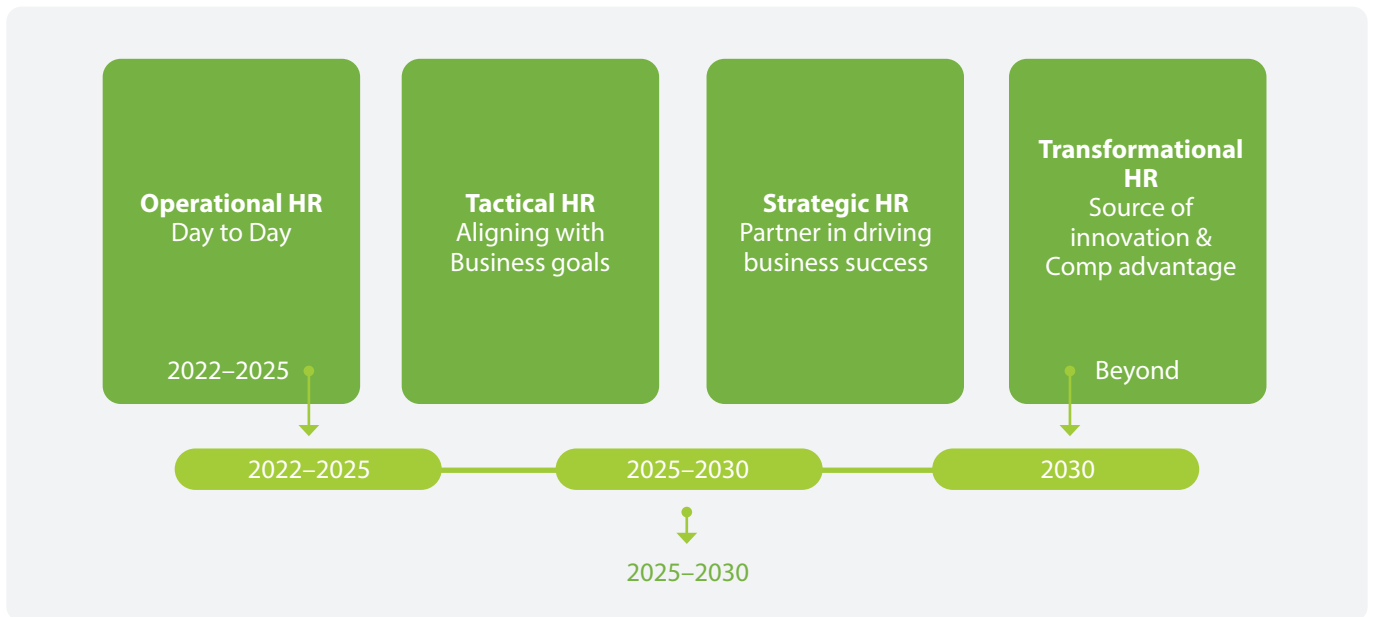 Operational HR
Day to Day
2022–2025
Tactical HR
Aligning with
Business goals
Strategic HR
Partner in driving
business success
Transformational
HR
Source of
innovation &
Comp advantage
Beyond
2022–2025
2025–2030
2030
2025–2030